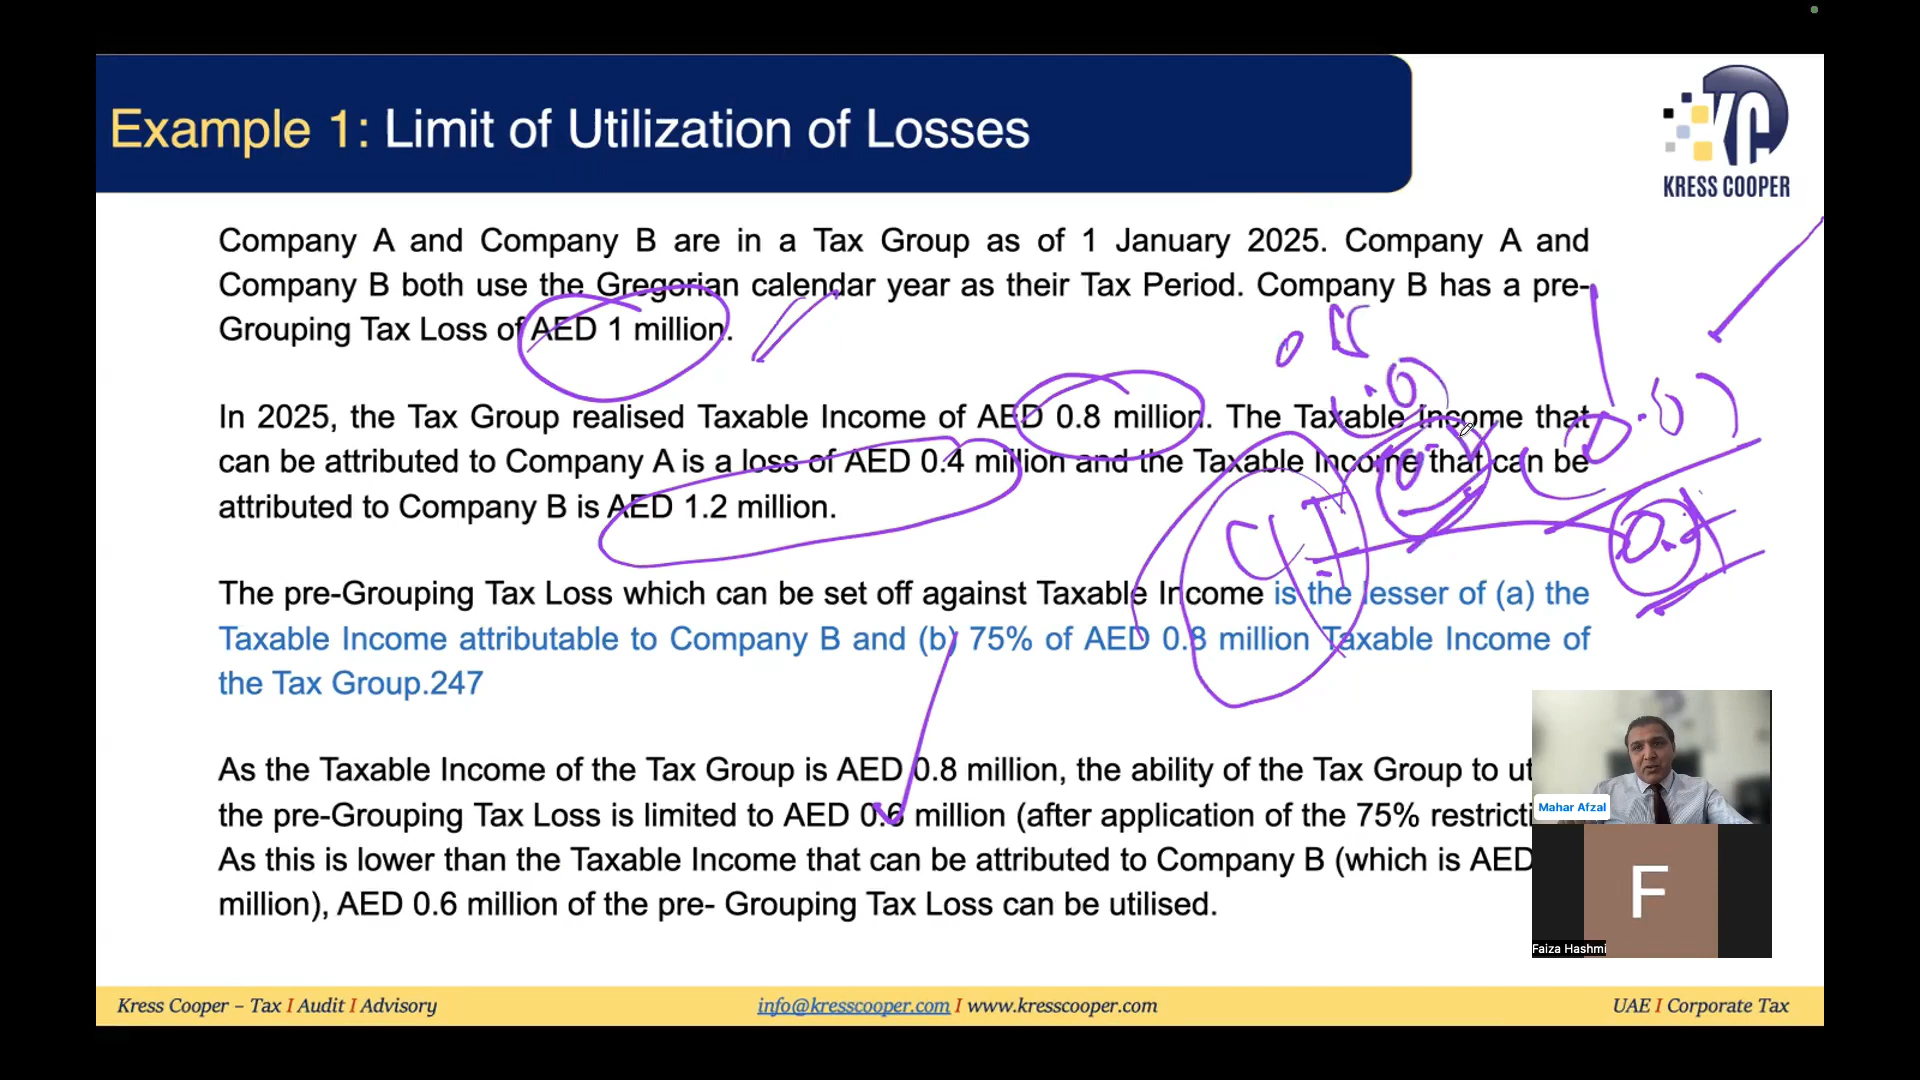 Example 1: Limit of Utilization of Losses
KC
KRESS COOPER
Company A and Company B are in a Tax Group as of 1 January 2025. Company A and
Company B both use the Gregorian calendar year as their Tax Period. Company B has a pre-
Grouping Tax Loss of AED 1 million.
In 2025, the Tax Group realised Taxable Income of AED 0.8 million. The Taxable income that
can be attributed to Company A is a loss of AED 0.4 million and the Taxable Income that can be
attributed to Company B is AED 1.2 million.
The pre-Grouping Tax Loss which can be set off against Taxable Income is the lesser of (a) the
Taxable Income attributable to Company B and (b) 75% of AED 0.8 million Taxable Income of
the Tax Group.247
As the Taxable Income of the Tax Group is AED 0.8 million, the ability of the Tax Group to ut
the pre-Grouping Tax Loss is limited to AED 0.6 million (after application of the 75% restricti
As this is lower than the Taxable Income that can be attributed to Company B (which is AED
million), AED 0.6 million of the pre- Grouping Tax Loss can be utilised.
Mahar Afzal
F
Faiza Hashmi
Kress Cooper – Tax I Audit I Advisory
info@kresscooper.com I www.kresscooper.com
UAE I Corporate Tax